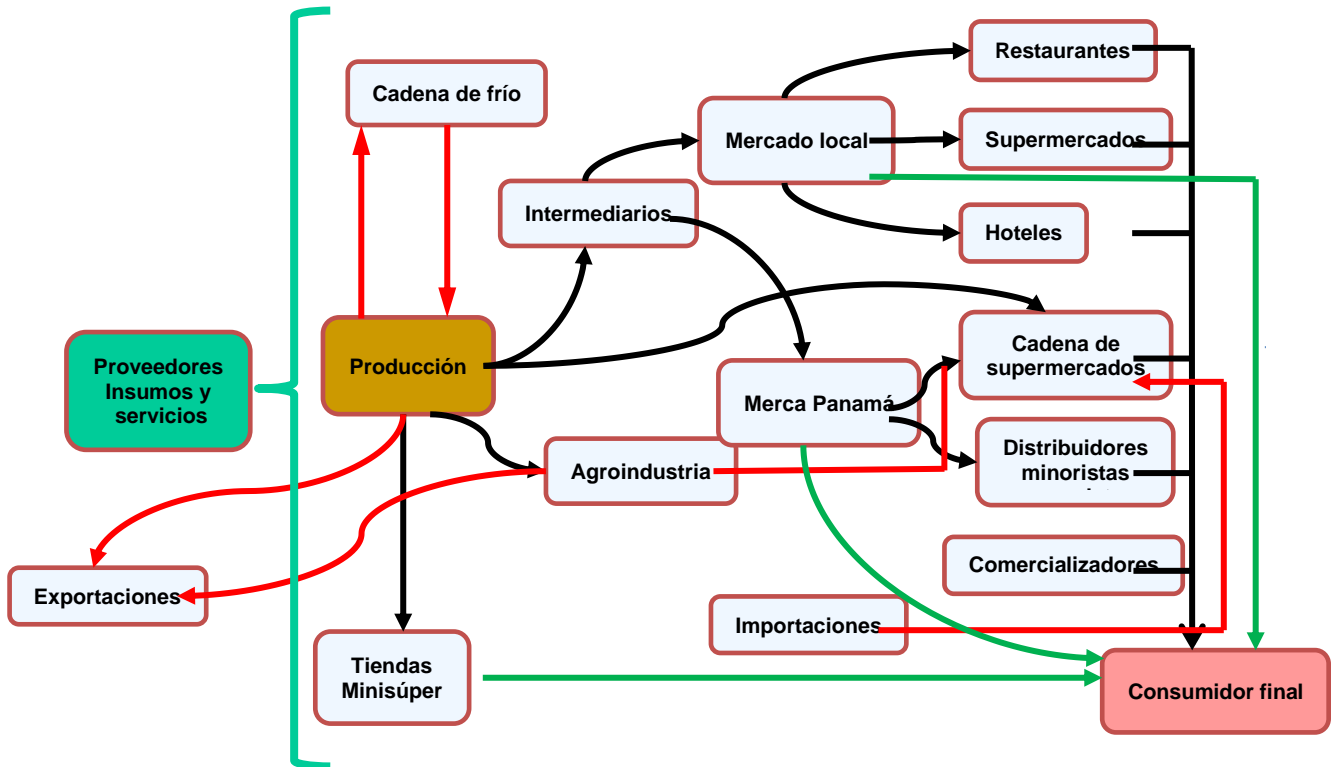 Restaurantes
Cadena de frío
Mercado local
Supermercados
Intermediarios
Hoteles
Proveedores
Insumos y
servicios
Producción
Cadena de
supermercados
Merca Panamá
Agroindustria
Distribuidores
minoristas
Comercializadores
Exportaciones
Importaciones
Tiendas
Minisúper
Consumidor final